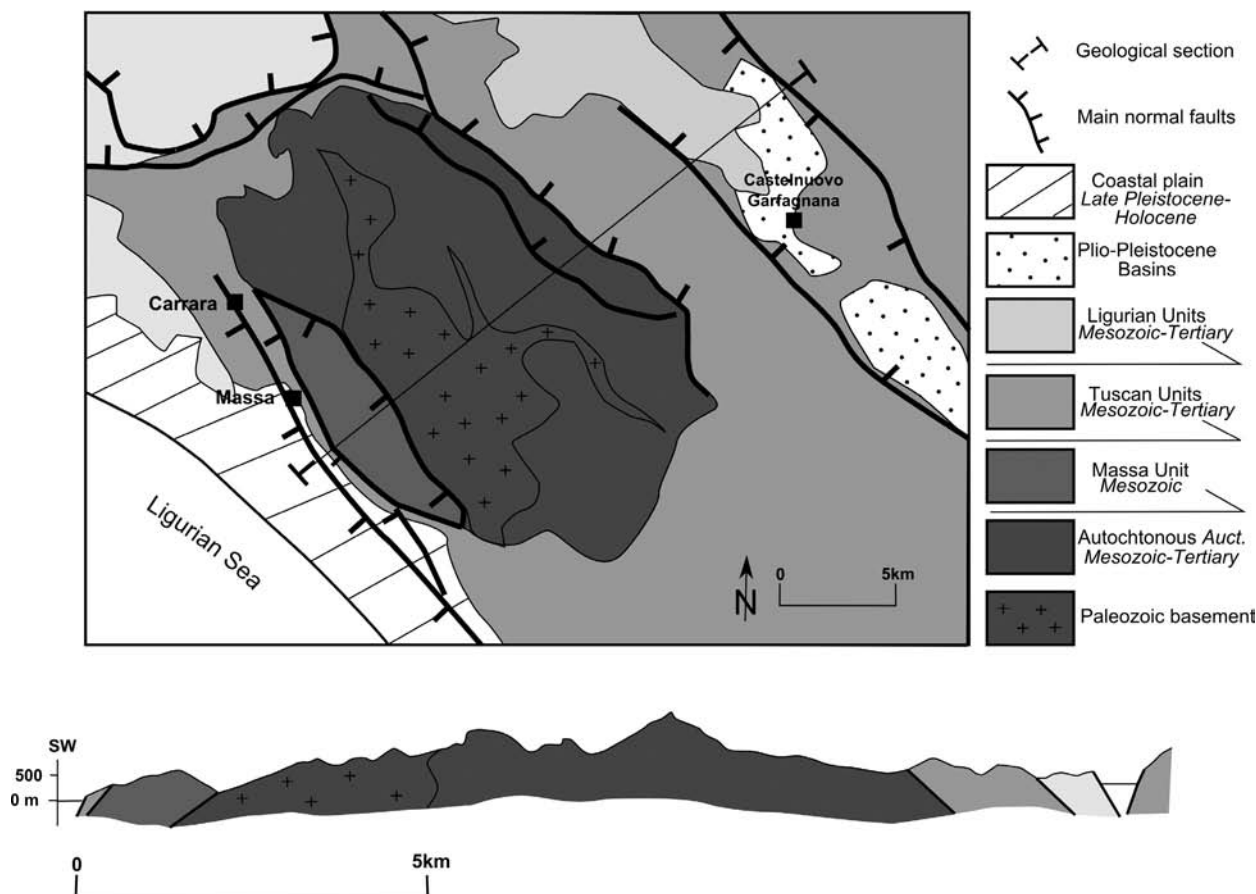 Carrara
Massa
Castelnuovo
Garfagnana
Ligurian Sea
N
0
5km
Geological section
Main normal faults
Coastal plain
Late Pleistocene-
Holocene
Plio-Pleistocene
Basins
Ligurian Units
Mesozoic-Tertiary
Tuscan Units
Mesozoic-Tertiary
Massa Unit
Mesozoic
Autochtonous Auct.
Mesozoic-Tertiary
Paleozoic basement
SW
500
0 m
0
5km